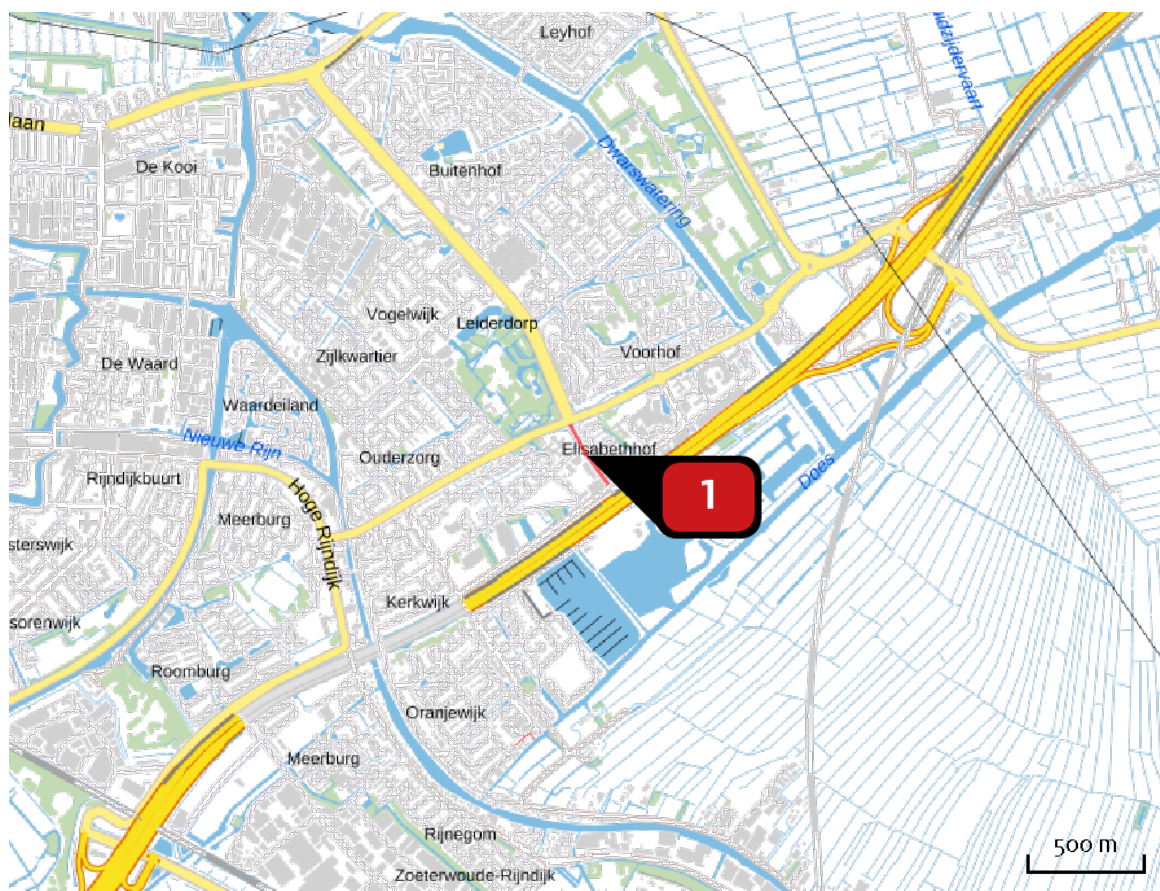 Leyhof
laan
De Kooi
Buitenhof
Dwarswatering
Vogelwijk
Leiderdorp
Zijlkwartier
Voorhof
De Waard
Waardeiland
Nieuwe Rijn
Elisabethhof
Ouderzorg
Rijndijkbuurt
Does
1
Hoge Rijndijk
Meerburg
sterswijk
Kerkwijk
sorenwijk
Roomburg
Oranjewijk
Meerburg
Rijnegom
500 m
Zoeterwoude-Rijndijk